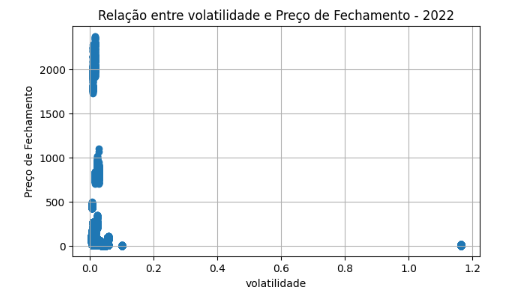 Relação entre volatilidade e Preço de Fechamento - 2022
Preço de Fechamento
2000
1500
1000
500
0
0.0 0.2 0.4 0.6 0.8 1.0 1.2
volatilidade